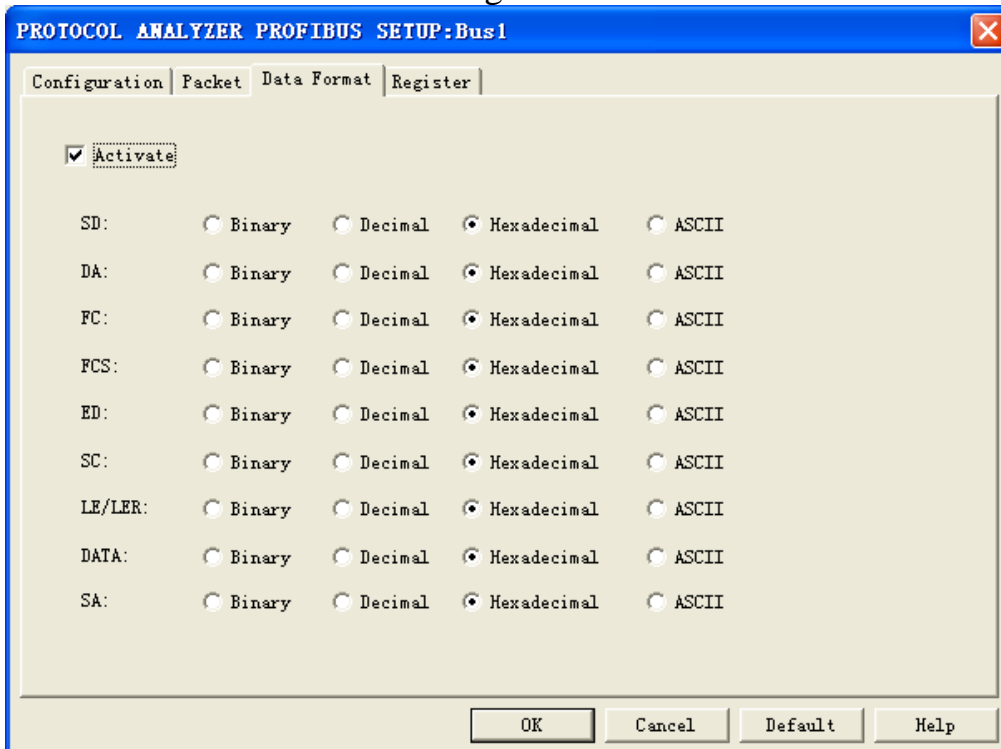 PROTOCOL ANALYZER PROFIBUS SETUP:Bus1
Configuration Packet Data Format Register
Activate
SD: Binary Decimal Hexadecimal ASCII
DA: Binary Decimal Hexadecimal ASCII
FC: Binary Decimal Hexadecimal ASCII
FCS: Binary Decimal Hexadecimal ASCII
ED: Binary Decimal Hexadecimal ASCII
SC: Binary Decimal Hexadecimal ASCII
LE/LER: Binary Decimal Hexadecimal ASCII
DATA: Binary Decimal Hexadecimal ASCII
SA: Binary Decimal Hexadecimal ASCII
OK Cancel Default Help